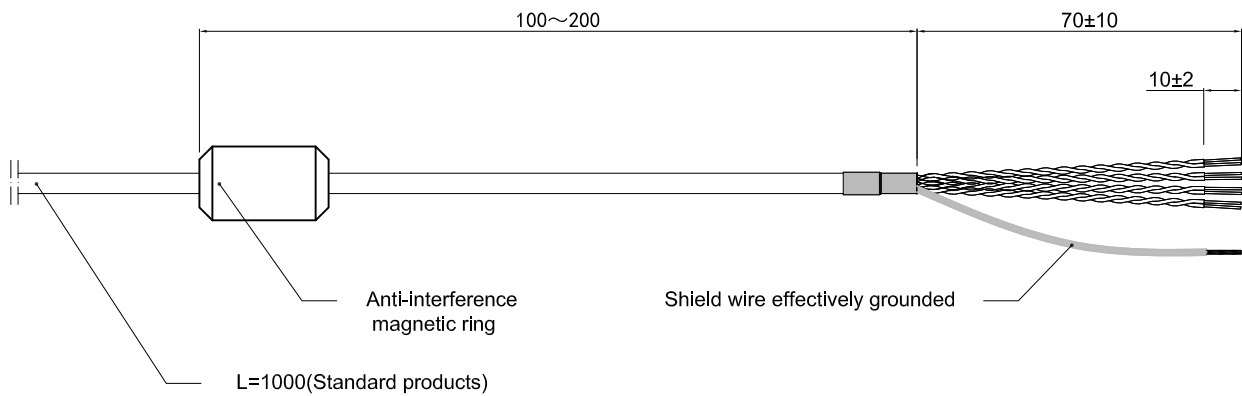 100～200
70±10
10±2
Anti-interference
magnetic ring
Shield wire effectively grounded
L=1000(Standard products)